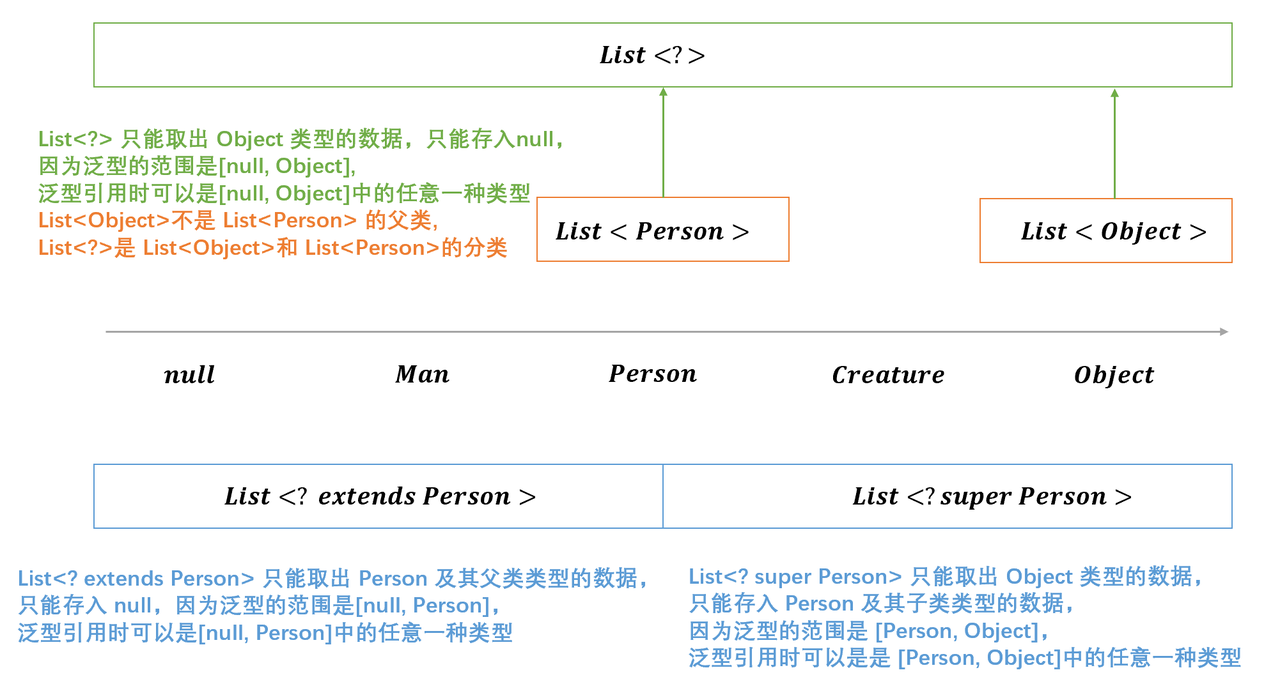 List <? >
List<?> 只能取出 Object 类型的数据，只能存入null，
因为泛型的范围是[null, Object],
泛型引用时可以是[null, Object]中的任意一种类型
List<Object>不是 List<Person> 的父类,
List<?>是 List<Object>和 List<Person>的分类
List < Person >
List < Object >
null
Man
Person
Creature
Object
List <? extends Person >
List <? super Person >
List<? extends Person> 只能取出 Person 及其父类类型的数据，
只能存入 null，因为泛型的范围是[null, Person]，
泛型引用时可以是[null, Person]中的任意一种类型
List<? super Person> 只能取出 Object 类型的数据，
只能存入 Person 及其子类类型的数据，
因为泛型的范围是 [Person, Object]，
泛型引用时可以是是 [Person, Object]中的任意一种类型